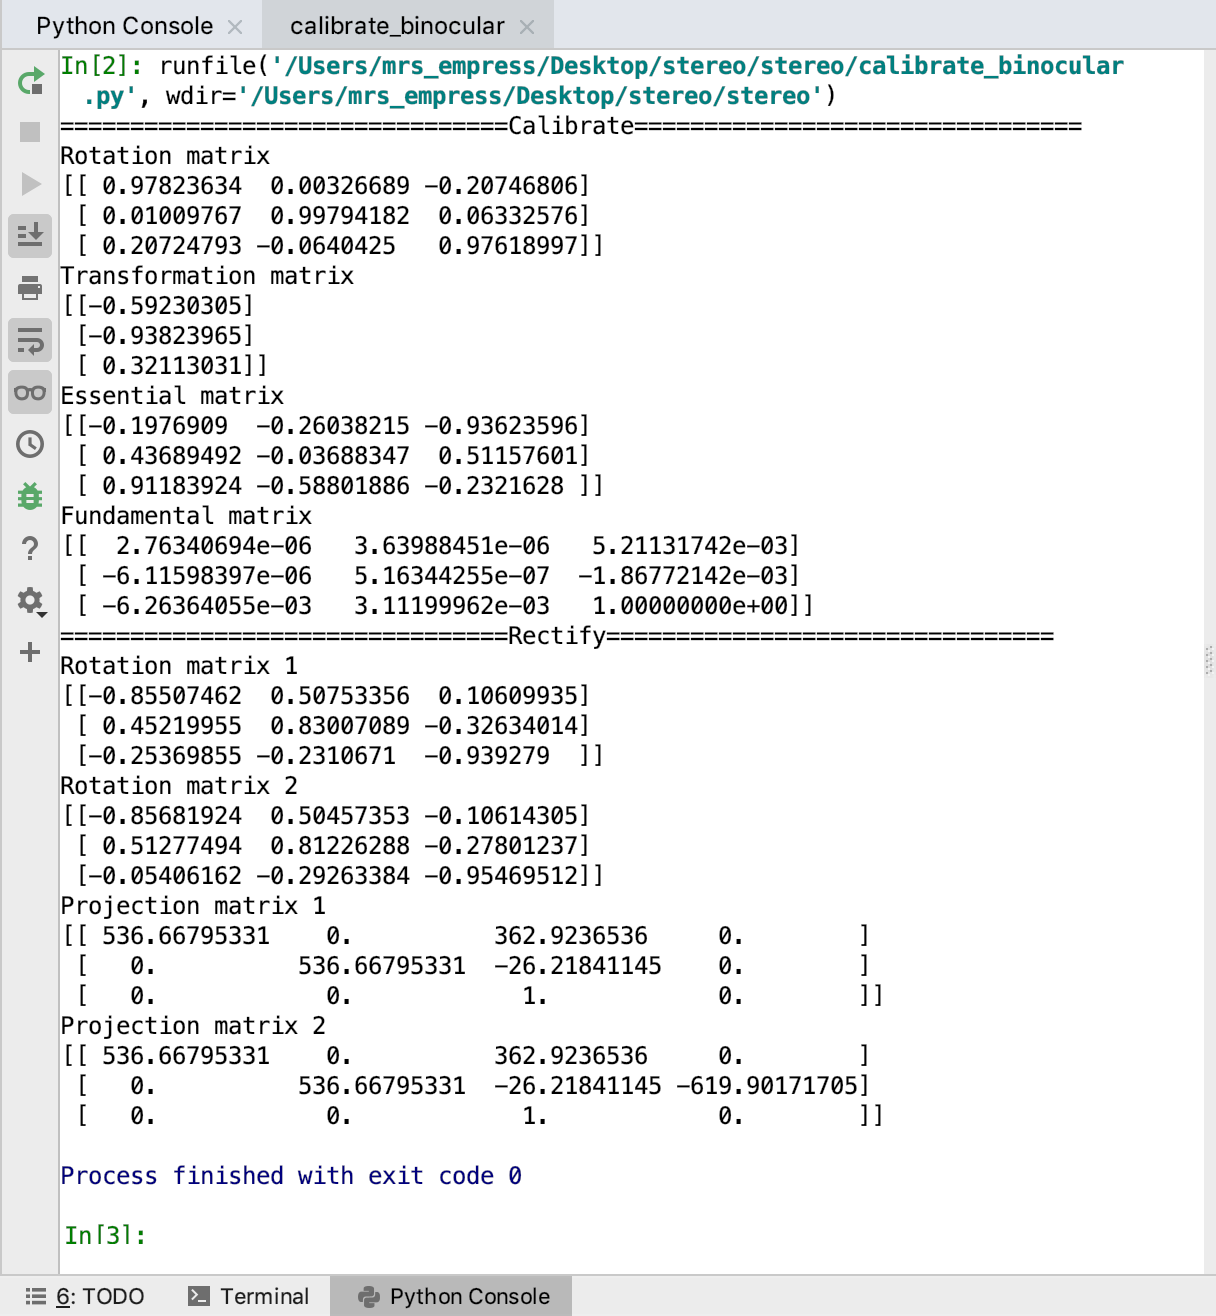 Python Console × calibrate_binocular ×
In[2]: runfile('/Users/mrs_empress/Desktop/stereo/stereo/calibrate_binocular
.py', wdir='/Users/mrs_empress/Desktop/stereo/stereo')
================================Calibrate================================
Rotation matrix
[[ 0.97823634  0.00326689 -0.20746806]
 [ 0.01009767  0.99794182  0.06332576]
 [ 0.20724793 -0.0640425   0.97618997]]
Transformation matrix
[[-0.59230305]
 [-0.93823965]
 [ 0.32113031]]
Essential matrix
[[-0.1976909  -0.26038215 -0.93623596]
 [ 0.43689492 -0.03688347  0.51157601]
 [ 0.91183924 -0.58801886 -0.2321628 ]]
Fundamental matrix
[[  2.76340694e-06   3.63988451e-06   5.21131742e-03]
 [ -6.11598397e-06   5.16344255e-07  -1.86772142e-03]
 [ -6.26364055e-03   3.11199962e-03   1.00000000e+00]]
================================Rectify================================
Rotation matrix 1
[[-0.85507462  0.50753356  0.10609935]
 [ 0.45219955  0.83007089 -0.32634014]
 [-0.25369855 -0.2310671  -0.939279  ]]
Rotation matrix 2
[[-0.85681924  0.50457353 -0.10614305]
 [ 0.51277494  0.81226288 -0.27801237]
 [-0.05406162 -0.29263384 -0.95469512]]
Projection matrix 1
[[ 536.66795331    0.          362.9236536     0.        ]
 [   0.          536.66795331  -26.21841145    0.        ]
 [   0.            0.            1.            0.        ]]
Projection matrix 2
[[ 536.66795331    0.          362.9236536     0.        ]
 [   0.          536.66795331  -26.21841145 -619.90171705]
 [   0.            0.            1.            0.        ]]
Process finished with exit code 0
In[3]:
6: TODO Terminal Python Console